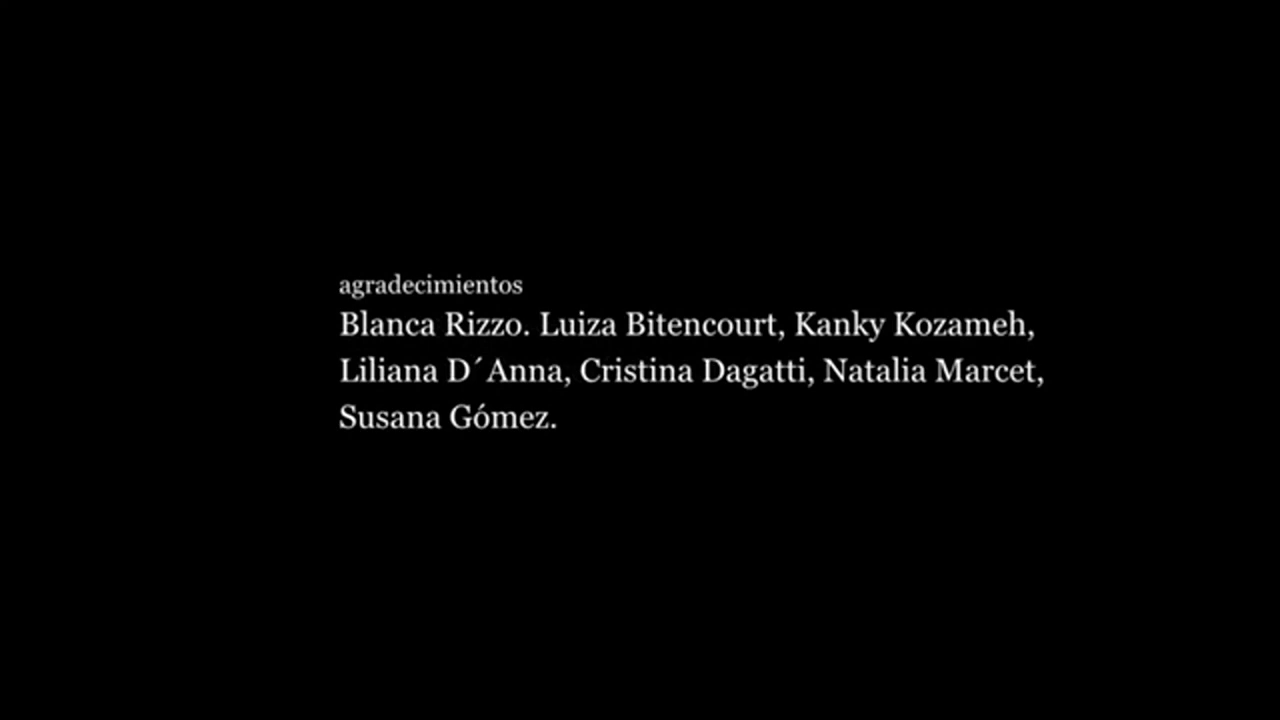 agradecimientos
Blanca Rizzo. Luiza Bitencourt, Kanky Kozameh,
Liliana D´Anna, Cristina Dagatti, Natalia Marcet,
Susana Gómez.